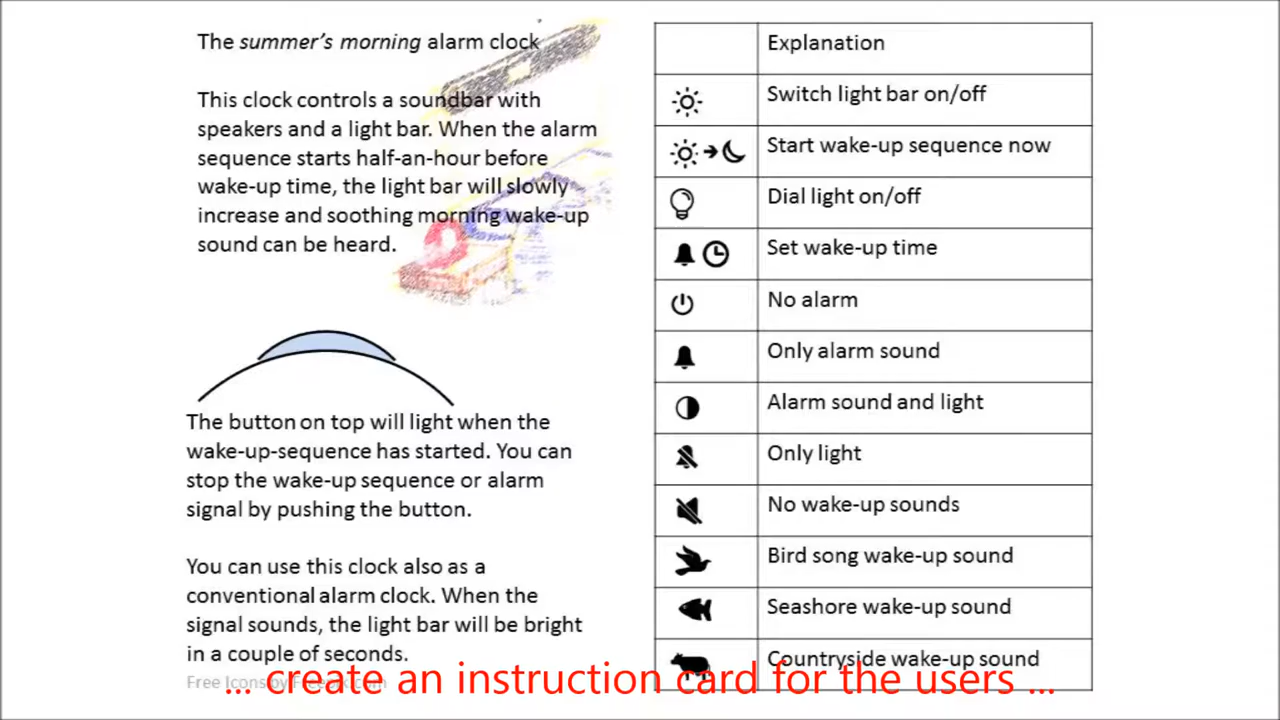 The summer's morning alarm clock
This clock controls a soundbar with
speakers and a light bar. When the alarm
sequence starts half-an-hour before
wake-up time, the light bar will slowly
increase and soothing morning wake-up
sound can be heard.
The button on top will light when the
wake-up-sequence has started. You can
stop the wake-up sequence or alarm
signal by pushing the button.
You can use this clock also as a
conventional alarm clock. When the
signal sounds, the light bar will be bright
in a couple of seconds.
Free Icons by Freepik.com
Explanation
Switch light bar on/off
Start wake-up sequence now
Dial light on/off
Set wake-up time
No alarm
Only alarm sound
Alarm sound and light
Only light
No wake-up sounds
Bird song wake-up sound
Seashore wake-up sound
Countryside wake-up sound
... create an instruction card for the users ...